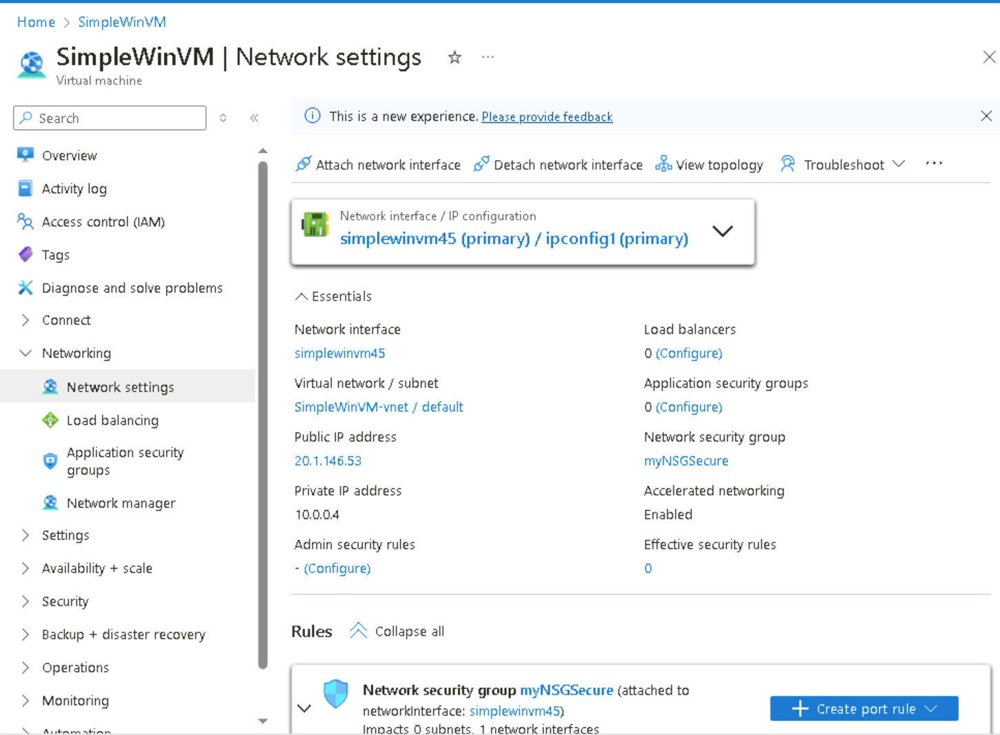 Home > SimpleWinVM
SimpleWinVM | Network settings
Virtual machine
Search
Overview
Activity log
Access control (IAM)
Tags
Diagnose and solve problems
Connect
Networking
Network settings
Load balancing
Application security
groups
Network manager
Settings
Availability + scale
Security
Backup + disaster recovery
Operations
Monitoring
Automation
This is a new experience. Please provide feedback
Attach network interface Detach network interface View topology Troubleshoot
Network interface / IP configuration
simplewinvm45 (primary) / ipconfig1 (primary)
Essentials
Network interface
simplewinvm45
Virtual network / subnet
SimpleWinVM-vnet / default
Public IP address
20.1.146.53
Private IP address
10.0.0.4
Admin security rules
- (Configure)
Load balancers
0 (Configure)
Application security groups
0 (Configure)
Network security group
myNSGSecure
Accelerated networking
Enabled
Effective security rules
0
Rules Collapse all
Network security group myNSGSecure (attached to
networkInterface: simplewinvm45)
Impacts 0 subnets, 1 network interfaces
+ Create port rule